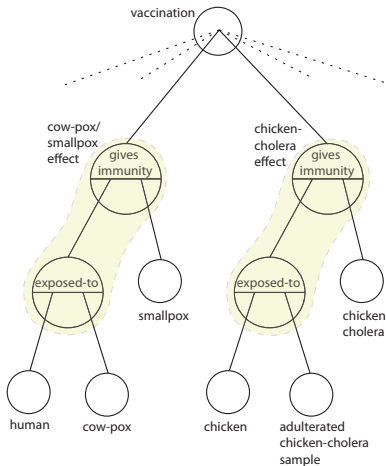 vaccination
cow-pox/
smallpox
effect
gives
immunity
chicken-
cholera
effect
gives
immunity
exposed-to
smallpox
exposed-to
chicken
cholera
human
cow-pox
chicken
adulterated
chicken-cholera
sample